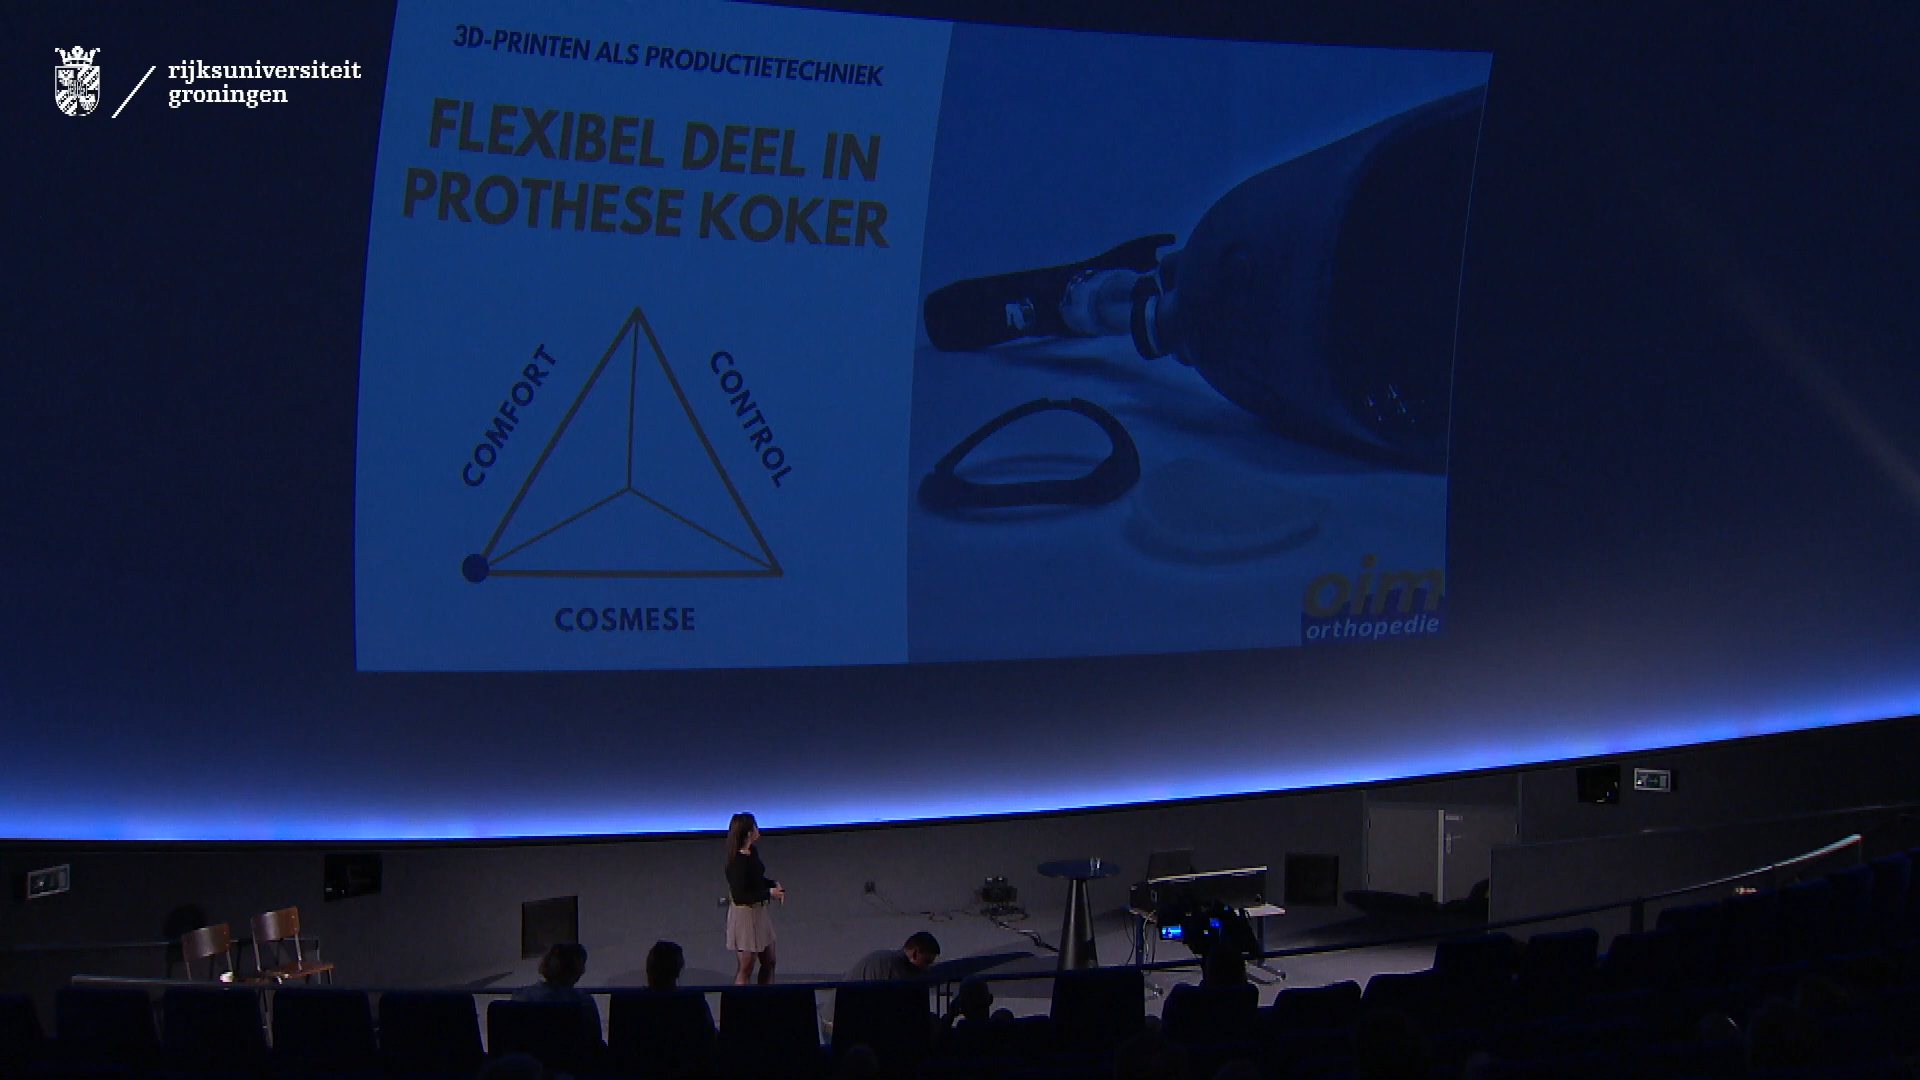 rijksuniversiteit
groningen
3D-PRINTEN ALS PRODUCTIETECHNIEK
FLEXIBEL DEEL IN
PROTHESE KOKER
COMFORT
CONTROL
COSMESE
oim
orthopedie